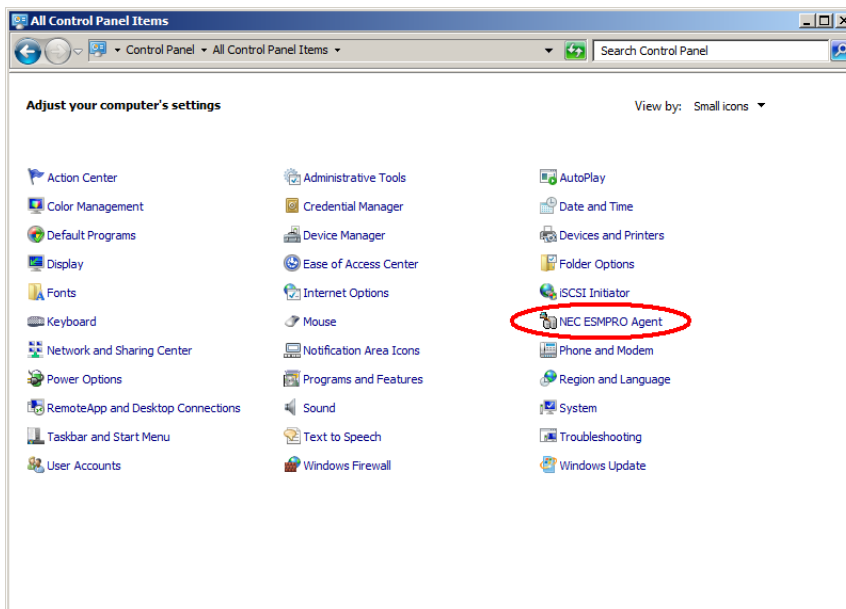 All Control Panel Items
Control Panel All Control Panel Items Search Control Panel
Adjust your computer's settings View by: Small icons
Action Center Administrative Tools AutoPlay
Color Management Credential Manager Date and Time
Default Programs Device Manager Devices and Printers
Display Ease of Access Center Folder Options
Fonts Internet Options iSCSI Initiator
Keyboard Mouse NEC ESMPRO Agent
Network and Sharing Center Notification Area Icons Phone and Modem
Power Options Programs and Features Region and Language
RemoteApp and Desktop Connections Sound System
Taskbar and Start Menu Text to Speech Troubleshooting
User Accounts Windows Firewall Windows Update